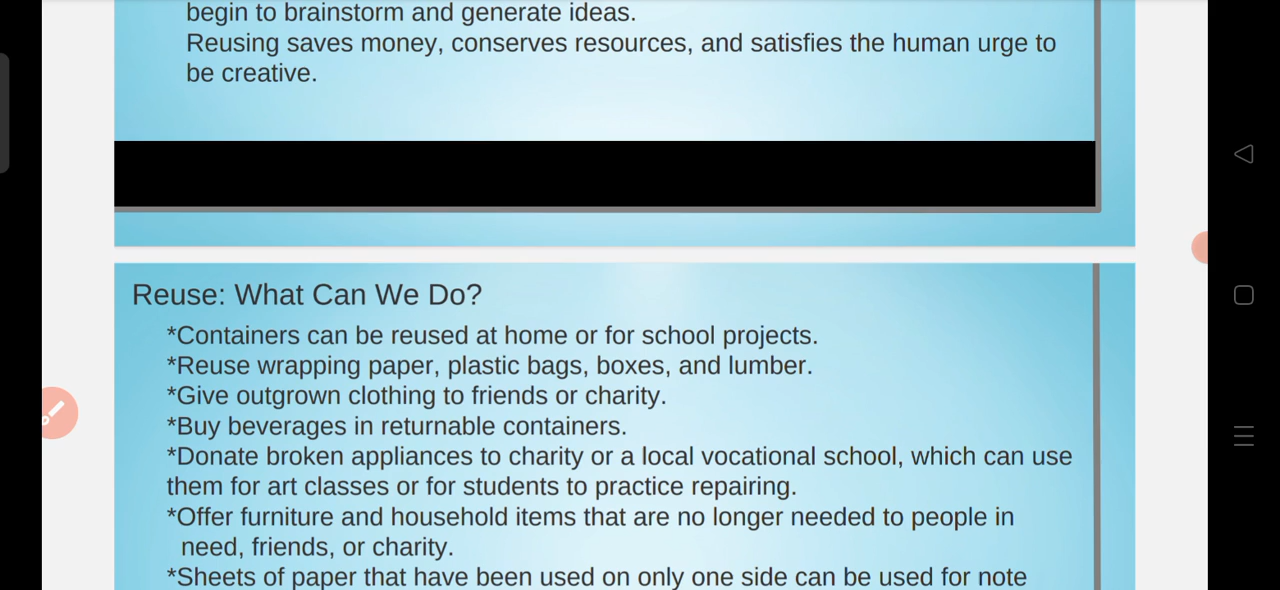 begin to brainstorm and generate ideas.
Reusing saves money, conserves resources, and satisfies the human urge to
be creative.
Reuse: What Can We Do?
*Containers can be reused at home or for school projects.
*Reuse wrapping paper, plastic bags, boxes, and lumber.
*Give outgrown clothing to friends or charity.
*Buy beverages in returnable containers.
*Donate broken appliances to charity or a local vocational school, which can use
them for art classes or for students to practice repairing.
*Offer furniture and household items that are no longer needed to people in
need, friends, or charity.
*Sheets of paper that have been used on only one side can be used for note